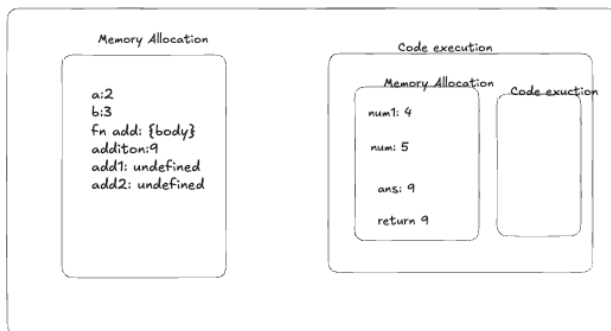 Memory Allocation
a:2
b:3
fn add: {body}
additon:9
add1: undefined
add2: undefined
Code execution
Memory Allocation
num1: 4
num: 5
ans: 9
return 9
Code exuction